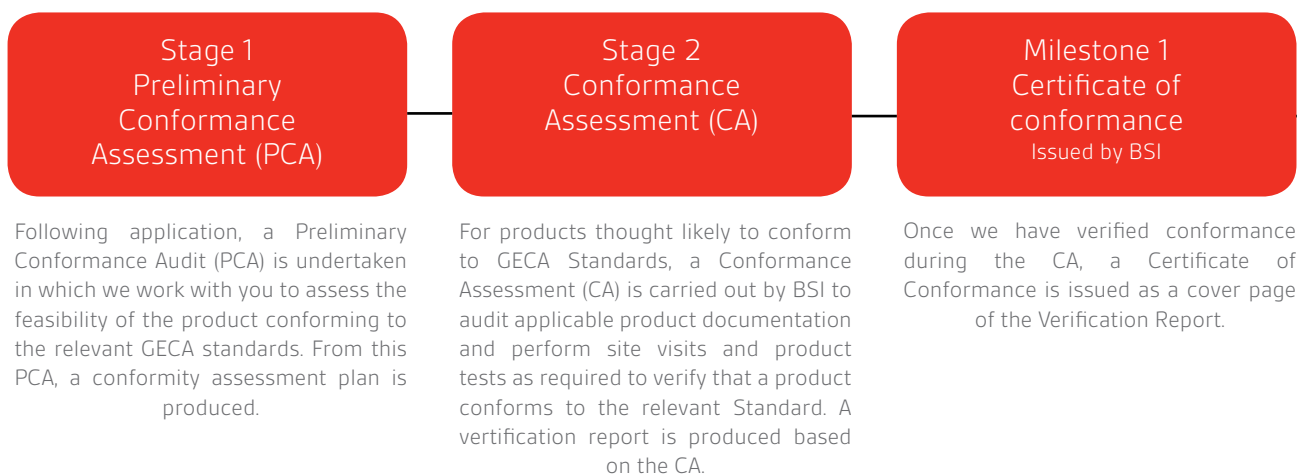 Stage 1
Preliminary
Conformance
Assessment (PCA)
Following application, a Preliminary
Conformance Audit (PCA) is undertaken
in which we work with you to assess the
feasibility of the product conforming to
the relevant GECA standards. From this
PCA, a conformity assessment plan is
produced.
Stage 2
Conformance
Assessment (CA)
For products thought likely to conform
to GECA Standards, a Conformance
Assessment (CA) is carried out by BSI to
audit applicable product documentation
and perform site visits and product
tests as required to verify that a product
conforms to the relevant Standard. A
vertification report is produced based
on the CA.
Milestone 1
Certificate of
conformance
Issued by BSI
Once we have verified conformance
during the CA, a Certificate of
Conformance is issued as a cover page
of the Verification Report.